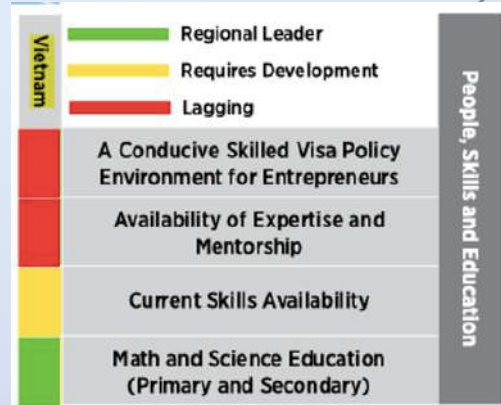 Vietnam
Regional Leader
Requires Development
Lagging
A Conducive Skilled Visa Policy
Environment for Entrepreneurs
Availability of Expertise and
Mentorship
Current Skills Availability
Math and Science Education
(Primary and Secondary)
People, Skills and Education